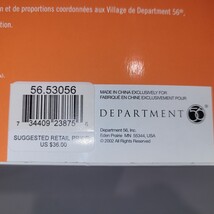 n et de proportions coordonnées aux Village de Department 56®,
56.53056
7 34409 23875 6
SUGGESTED RETAIL PRICE
US $36.00
MADE IN CHINA EXCLUSIVELY FOR
FABRIQUÉ EN CHINE EXCLUSIVEMENT POUR
DEPARTMENT 56
Department 56, Inc.
Eden Prairie MN 55344, USA
© 2002 All Rights Reserved